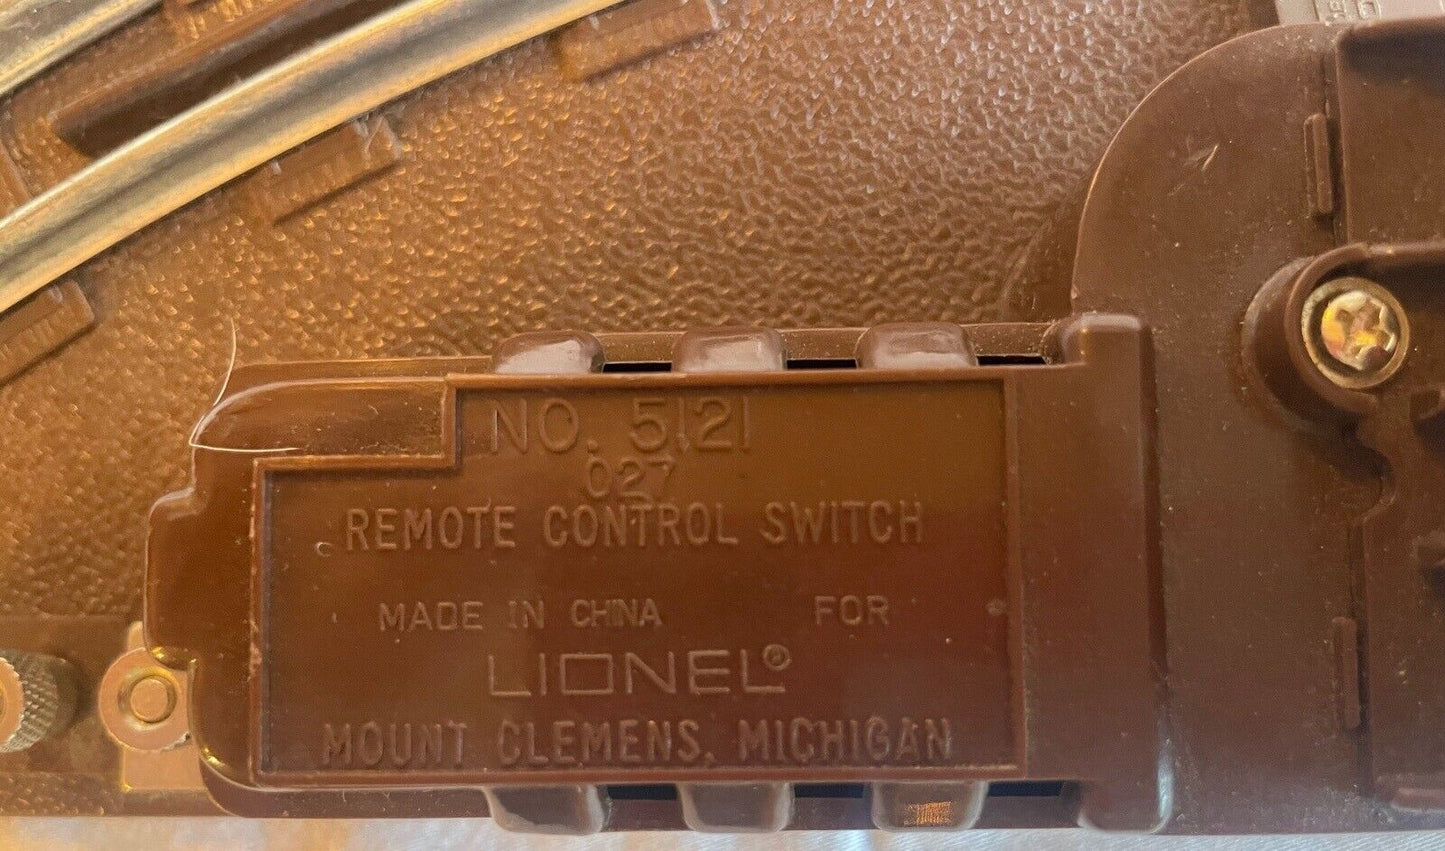 NO. 5121
027
REMOTE CONTROL SWITCH
MADE IN CHINA FOR
LIONEL®
MOUNT CLEMENS, MICHIGAN